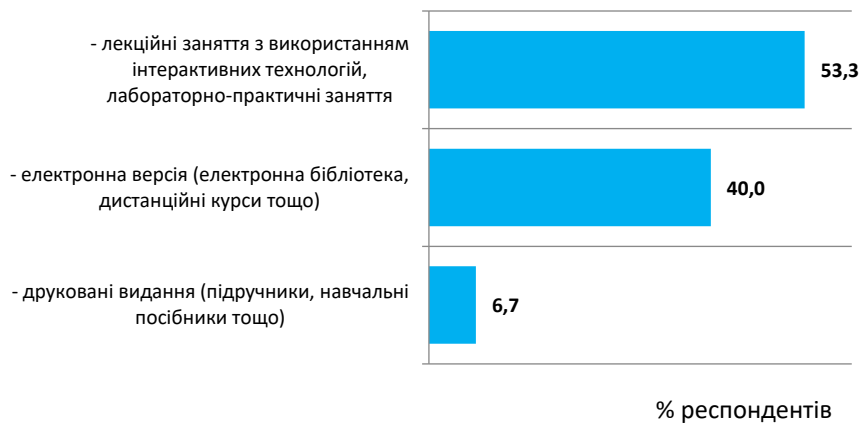 - лекційні заняття з використанням
інтерактивних технологій,
лабораторно-практичні заняття
53,3
- електронна версія (електронна бібліотека,
дистанційні курси тощо)
40,0
- друковані видання (підручники, навчальні
посібники тощо)
6,7
% респондентів